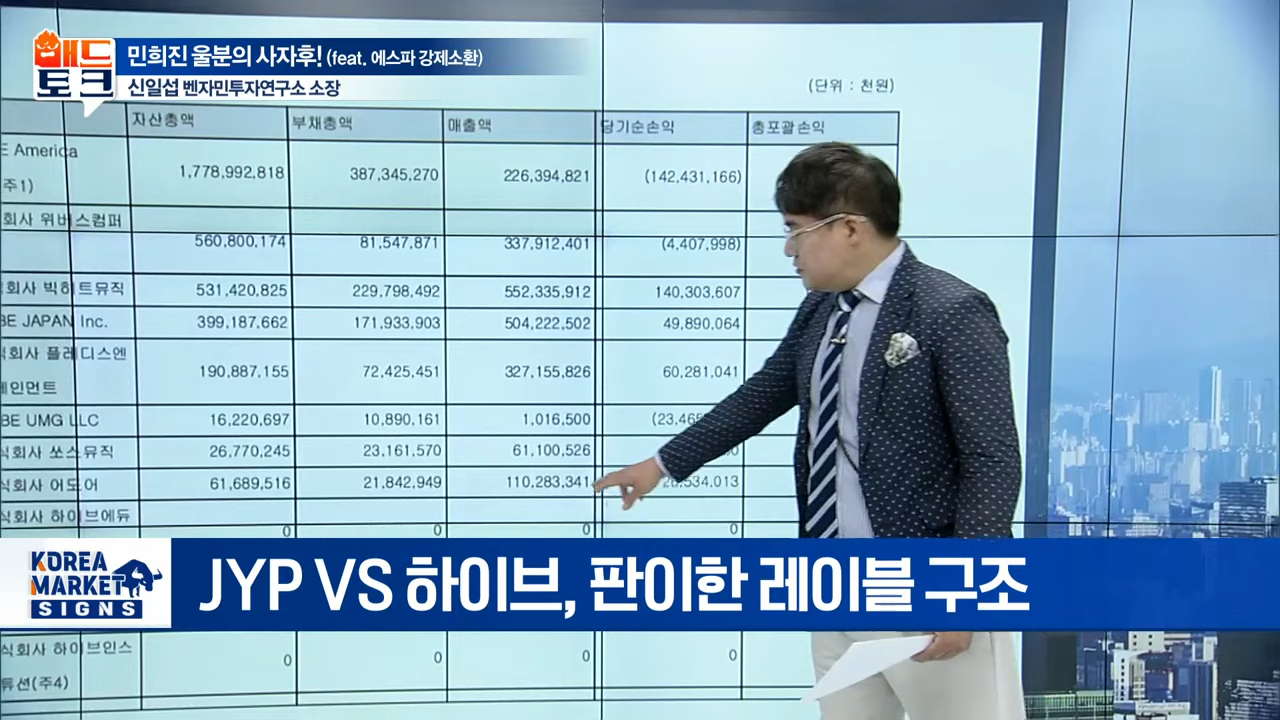 배드
토크
민희진 울분의 사자후! (feat. 에스파 강제소환)
신일섭 벤자민투자연구소 소장
(단위 : 천원)
자산총액 부채총액 매출액 당기순손익 총포괄손익
E America
주1)
1,778,992,818 387,345,270 226,394,821 (142,431,166)
회사 위버스컴퍼
560,800,174 81,547,871 337,912,401 (4,407,998)
회사 빅히트뮤직 531,420,825 229,798,492 552,335,912 140,303,607
BE JAPAN Inc. 399,187,662 171,933,903 504,222,502 49,890,064
식회사 플레디스엔
테인먼트
190,887,155 72,425,451 327,155,826 60,281,041
BE UMG LLC 16,220,697 10,890,161 1,016,500 (23,46
식회사 쏘스뮤직 26,770,245 23,161,570 61,100,526
식회사 어도어 61,689,516 21,842,949 110,283,341 26,534,013
식회사 하이브에듀
0 0 0 0
KOREA
MARKET
SIGNS
JYP VS 하이브, 판이한 레이블 구조
식회사 하이브인스
튜션(주4)
0 0 0 0